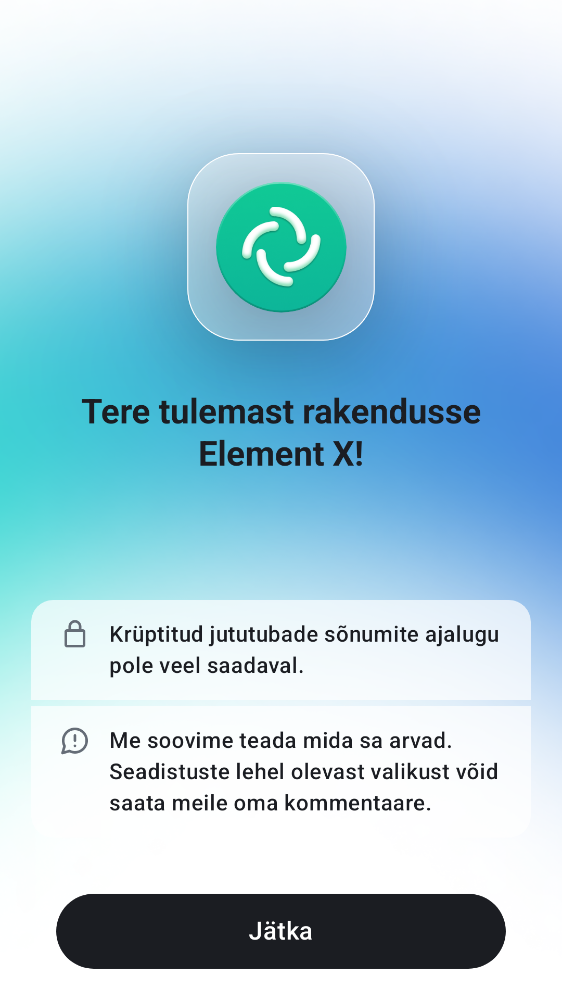 Tere tulemast rakendusse
Element X!
Krüptitud jututubade sõnumite ajalugu
pole veel saadaval.
Me soovime teada mida sa arvad.
Seadistuste lehel olevast valikust võid
saata meile oma kommentaare.
Jätka